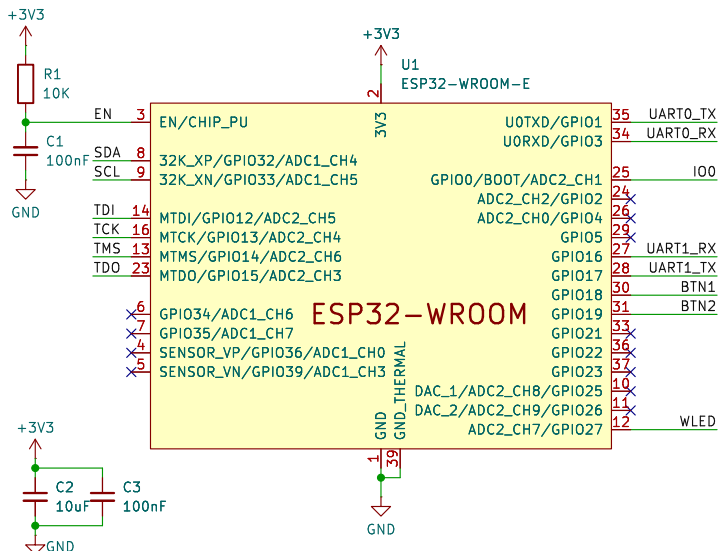 +3V3
R1
10K
C1
100nF
GND
+3V3
U1
ESP32-WROOM-E
2
3V3
EN 3 EN/CHIP_PU
SDA 8 32K_XP/GPIO32/ADC1_CH4
SCL 9 32K_XN/GPIO33/ADC1_CH5
TDI 14 MTDI/GPIO12/ADC2_CH5
TCK 16 MTCK/GPIO13/ADC2_CH4
TMS 13 MTMS/GPIO14/ADC2_CH6
TDO 23 MTDO/GPIO15/ADC2_CH3
6 GPIO34/ADC1_CH6
7 GPIO35/ADC1_CH7
4 SENSOR_VP/GPIO36/ADC1_CH0
5 SENSOR_VN/GPIO39/ADC1_CH3
ESP32-WROOM
U0TXD/GPIO1 35 UART0_TX
U0RXD/GPIO3 34 UART0_RX
GPIO0/BOOT/ADC2_CH1 25 IO0
ADC2_CH2/GPIO2 24
ADC2_CH0/GPIO4 26
GPIO5 29
GPIO16 27 UART1_RX
GPIO17 28 UART1_TX
GPIO18 30 BTN1
GPIO19 31 BTN2
GPIO21 33
GPIO22 36
GPIO23 37
DAC_1/ADC2_CH8/GPIO25 10
DAC_2/ADC2_CH9/GPIO26 11
ADC2_CH7/GPIO27 12 WLED
GND
1
GND_THERMAL
39
GND
+3V3
C2
10uF
C3
100nF
GND